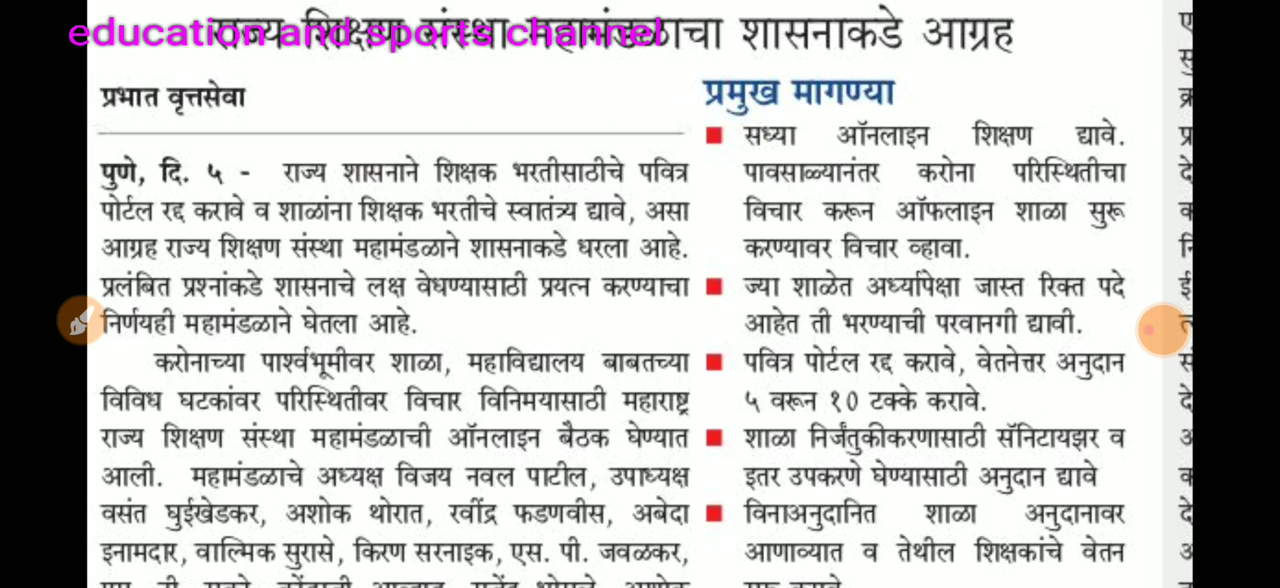 education and sports channel
राज्य शिक्षण संस्था महामंडळाचा शासनाकडे आग्रह
प्रभात वृत्तसेवा
पुणे, दि. ५ - राज्य शासनाने शिक्षक भरतीसाठीचे पवित्र
पोर्टल रद्द करावे व शाळांना शिक्षक भरतीचे स्वातंत्र्य द्यावे, असा
आग्रह राज्य शिक्षण संस्था महामंडळाने शासनाकडे धरला आहे.
प्रलंबित प्रश्नांकडे शासनाचे लक्ष वेधण्यासाठी प्रयत्न करण्याचा
निर्णयही महामंडळाने घेतला आहे.
करोनाच्या पार्श्वभूमीवर शाळा, महाविद्यालय बाबतच्या
विविध घटकांवर परिस्थितीवर विचार विनिमयासाठी महाराष्ट्र
राज्य शिक्षण संस्था महामंडळाची ऑनलाइन बैठक घेण्यात
आली. महामंडळाचे अध्यक्ष विजय नवल पाटील, उपाध्यक्ष
वसंत घुईखेडकर, अशोक थोरात, रवींद्र फडणवीस, अबेदा
इनामदार, वाल्मिक सुरासे, किरण सरनाइक, एस. पी. जवळकर,
प्रमुख मागण्या
सध्या ऑनलाइन शिक्षण द्यावे.
पावसाळ्यानंतर करोना परिस्थितीचा
विचार करून ऑफलाइन शाळा सुरू
करण्यावर विचार व्हावा.
ज्या शाळेत अर्ध्यापेक्षा जास्त रिक्त पदे
आहेत ती भरण्याची परवानगी द्यावी.
पवित्र पोर्टल रद्द करावे, वेतनेत्तर अनुदान
५ वरून १० टक्के करावे.
शाळा निर्जंतुकीकरणासाठी सॅनिटायझर व
इतर उपकरणे घेण्यासाठी अनुदान द्यावे
विनाअनुदानित शाळा अनुदानावर
आणाव्यात व तेथील शिक्षकांचे वेतन